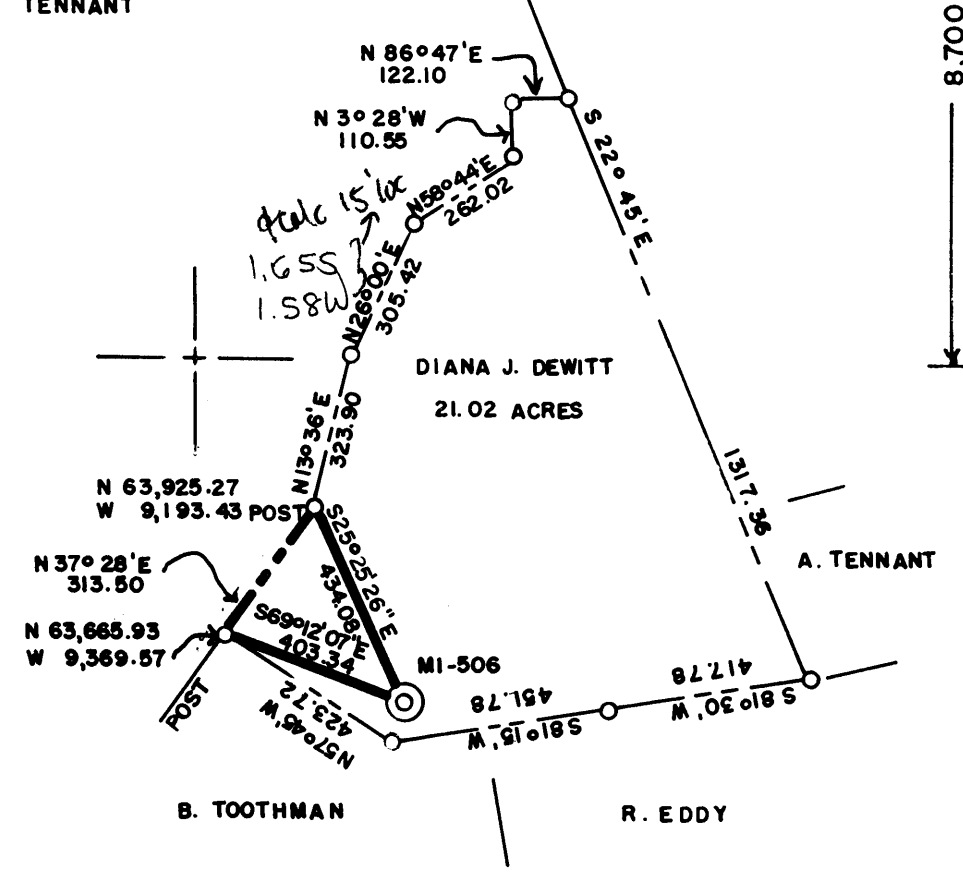 TENNANT
8.700
N 86°47'E
122.10
N 3°28'W
110.55
S 22°45'E
N58°44'E
262.02
15' loc
1.65S
1.58W
N26°00'E
305.42
DIANA J. DEWITT
21.02 ACRES
N13°36'E
323.90
1317.36
N 63,925.27
W 9,193.43 POST
S25°25'26"E
434.08
A. TENNANT
N 37°28'E
313.50
S69°12'07"E
403.34
N 63,665.93
W 9,369.57
MI-506
POST
N57°45'W
423.72
451.78
S81°15'W
417.78
S 81°30'W
B. TOOTHMAN
R. EDDY